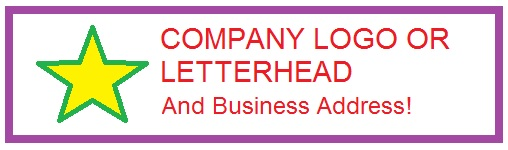 COMPANY LOGO OR
LETTERHEAD
And Business Address!